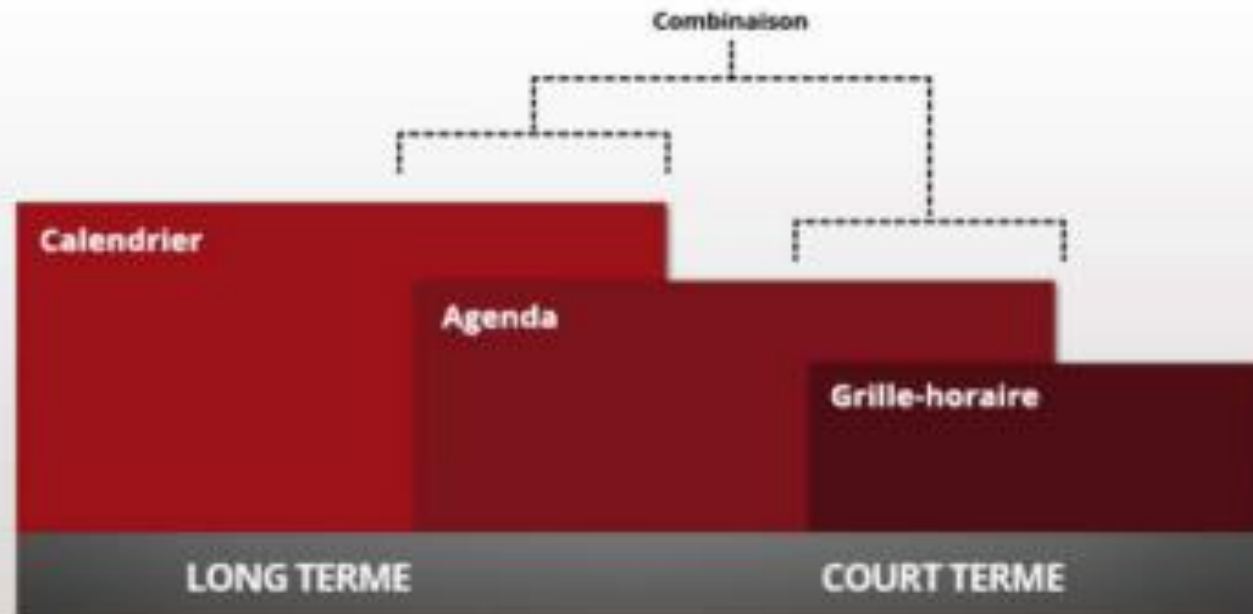 Combinaison
Calendrier
Agenda
Grille-horaire
LONG TERME
COURT TERME